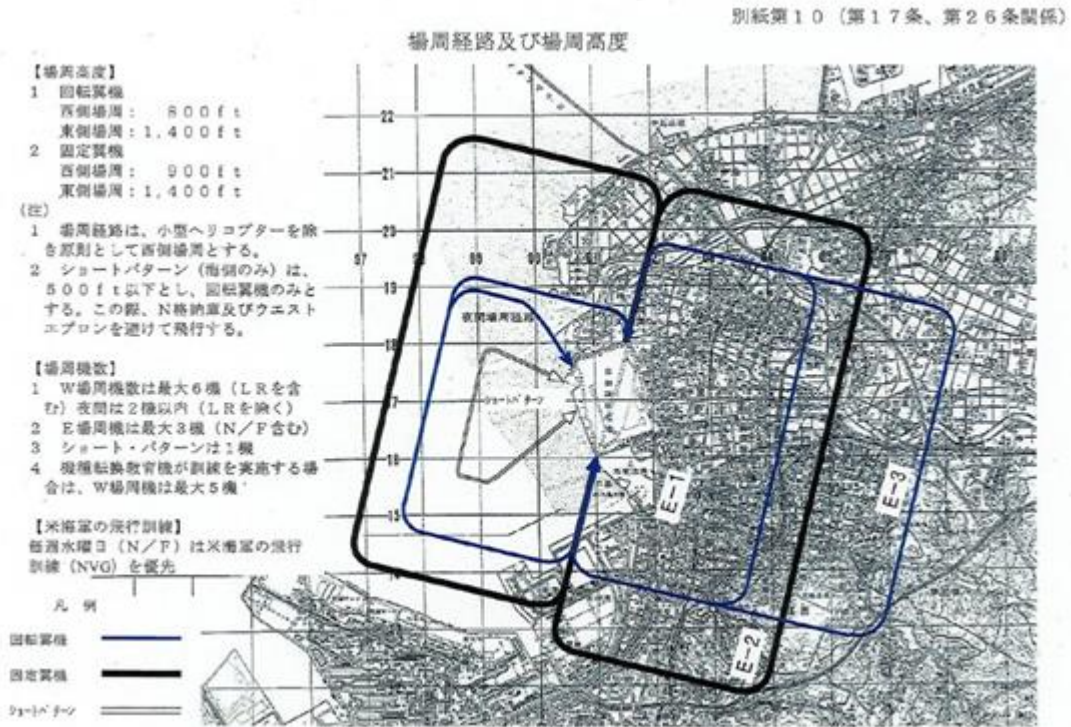 別紙第10（第17条、第26条関係）
場周経路及び場周高度
【場周高度】
1 回転翼機
西側場周： 800ft
東側場周：1,400ft
2 固定翼機
西側場周： 900ft
東側場周：1,400ft
（注）
1 場周経路は、小型ヘリコプターを除
き原則として西側場周とする。
2 ショートパターン（海側のみ）は、
500ft以下とし、回転翼機のみと
する。この際、N格納庫及びウエスト
エプロンを避けて飛行する。
【場周機数】
1 W場周機数は最大6機（LRを含
む）夜間は2機以内（LRを除く）
2 E場周機は最大3機（N/F含む）
3 ショート・パターンは1機
4 機種転換教育機が訓練を実施する場
合は、W場周機は最大5機
【米海軍の飛行訓練】
毎週水曜日（N/F）は米海軍の飛行
訓練（NVG）を優先
凡 例
回転翼機
固定翼機
ショートパターン
22
21
20
97
98
99
19
夜間場周経路
18
ショートパターン
17
16
15
14
E-1
E-2
E-3